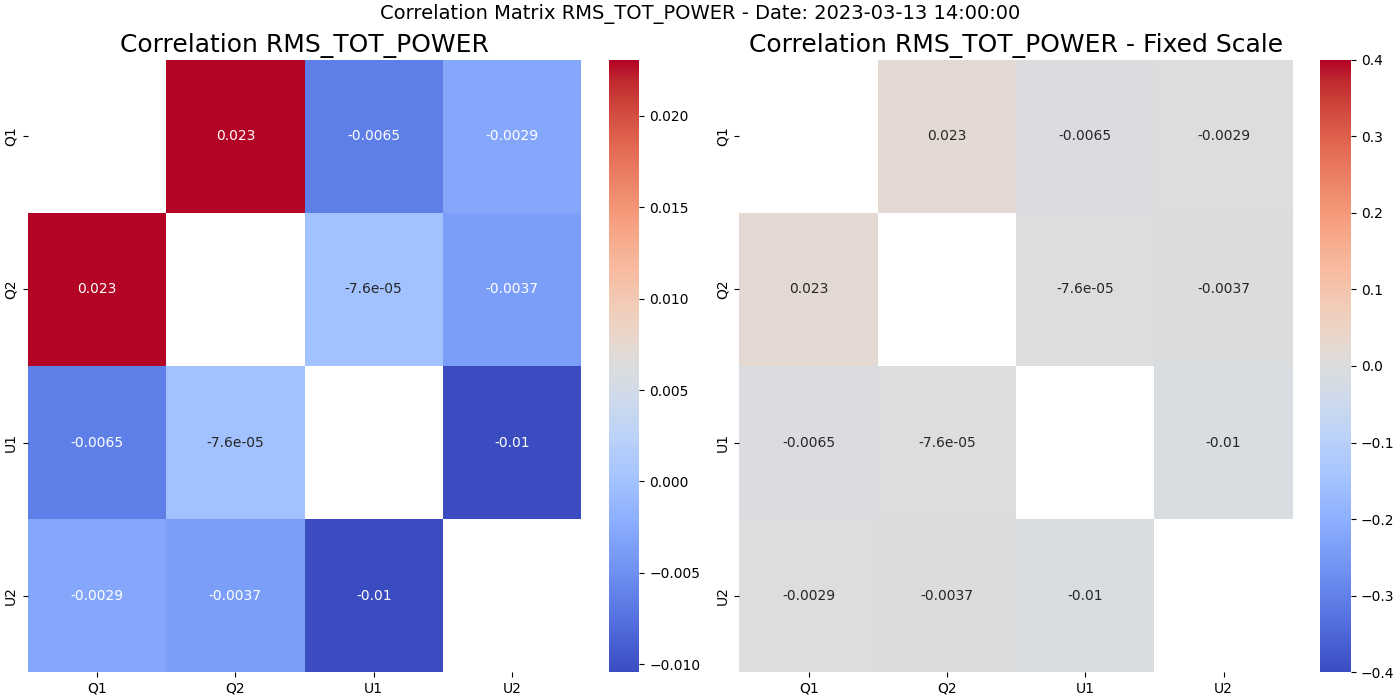 Correlation Matrix RMS_TOT_POWER - Date: 2023-03-13 14:00:00
Correlation RMS_TOT_POWER
Q1
0.023
-0.0065
-0.0029
Q2
0.023
-7.6e-05
-0.0037
U1
-0.0065
-7.6e-05
-0.01
U2
-0.0029
-0.0037
-0.01
Q1
Q2
U1
U2
0.020
0.015
0.010
0.005
0.000
−0.005
−0.010
Correlation RMS_TOT_POWER - Fixed Scale
Q1
0.023
-0.0065
-0.0029
Q2
0.023
-7.6e-05
-0.0037
U1
-0.0065
-7.6e-05
-0.01
U2
-0.0029
-0.0037
-0.01
Q1
Q2
U1
U2
0.4
0.3
0.2
0.1
0.0
−0.1
−0.2
−0.3
−0.4